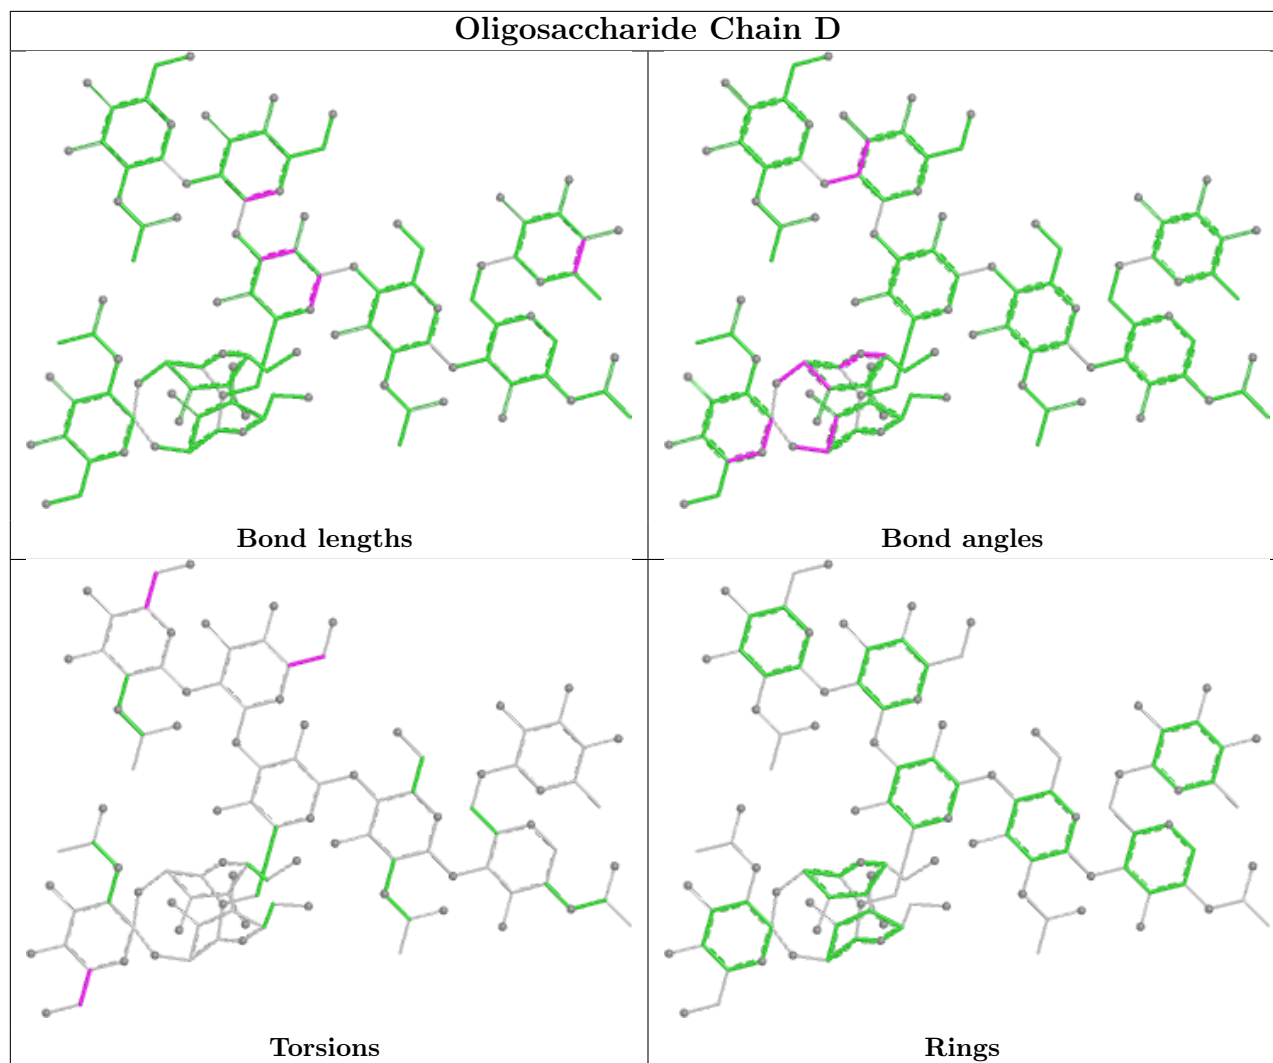 Oligosaccharide Chain D
Bond lengths
Bond angles
Torsions
Rings